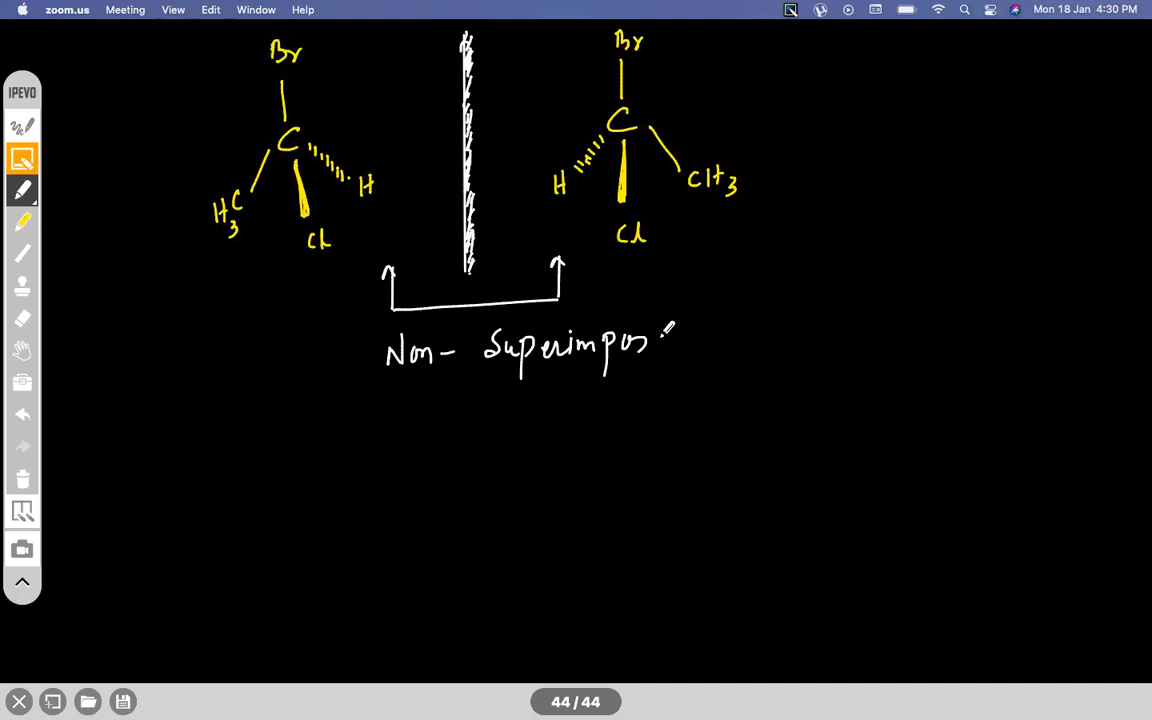 zoom.us Meeting View Edit Window Help Mon 18 Jan 4:30 PM
IPEVO
Br Br
C C
H3C H H CH3
Cl Cl
Non- Superimpos
44/44